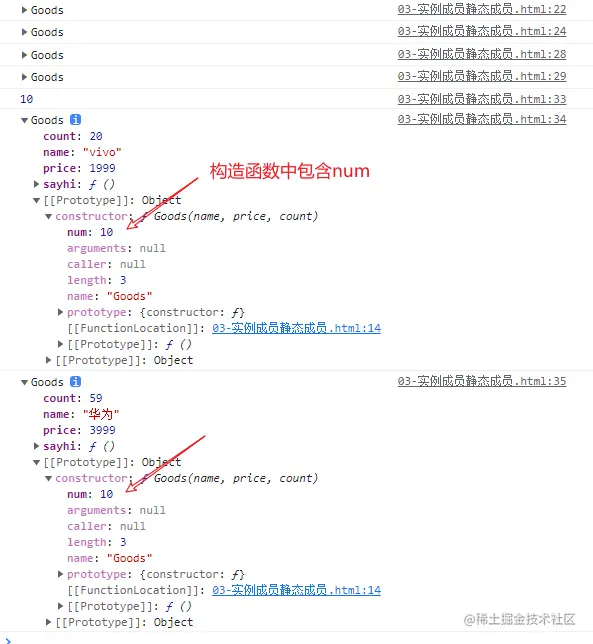 ▶Goods 03-实例成员静态成员.html:22
▶Goods 03-实例成员静态成员.html:24
▶Goods 03-实例成员静态成员.html:28
▶Goods 03-实例成员静态成员.html:29
10 03-实例成员静态成员.html:33
▼Goods i 03-实例成员静态成员.html:34
count: 20
name: "vivo"
price: 1999
▶sayhi: ƒ ()
构造函数中包含num
▼[[Prototype]]: Object
▼constructor: ƒ Goods(name, price, count)
num: 10
arguments: null
caller: null
length: 3
name: "Goods"
▶prototype: {constructor: ƒ}
[[FunctionLocation]]: 03-实例成员静态成员.html:14
▶[[Prototype]]: ƒ ()
▶[[Prototype]]: Object
▼Goods i 03-实例成员静态成员.html:35
count: 59
name: "华为"
price: 3999
▶sayhi: ƒ ()
▼[[Prototype]]: Object
▼constructor: ƒ Goods(name, price, count)
num: 10
arguments: null
caller: null
length: 3
name: "Goods"
▶prototype: {constructor: ƒ}
[[FunctionLocation]]: 03-实例成员静态成员.html:14
▶[[Prototype]]: ƒ ()
▶[[Prototype]]: Object
@稀土掘金技术社区